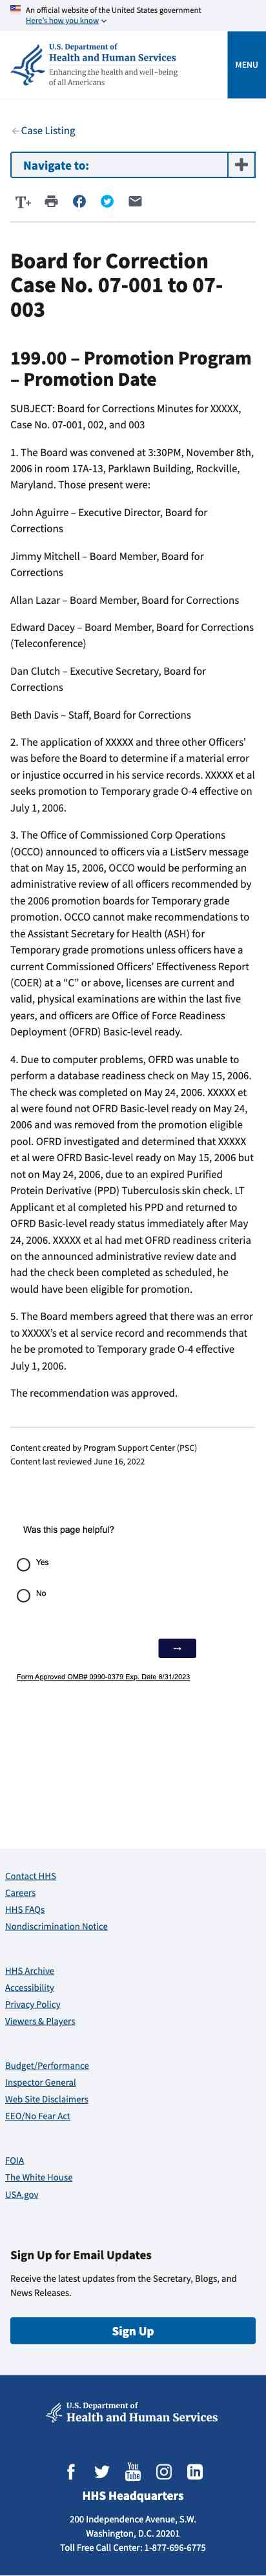 An official website of the United States government
Here's how you know
U.S. Department of
Health and Human Services
Enhancing the health and well-being
of all Americans
MENU
Case Listing
Navigate to:
T+
Board for Correction
Case No. 07-001 to 07-
003
199.00 – Promotion Program
– Promotion Date
SUBJECT: Board for Corrections Minutes for XXXXX,
Case No. 07-001, 002, and 003
1. The Board was convened at 3:30PM, November 8th,
2006 in room 17A-13, Parklawn Building, Rockville,
Maryland. Those present were:
John Aguirre – Executive Director, Board for
Corrections
Jimmy Mitchell – Board Member, Board for
Corrections
Allan Lazar – Board Member, Board for Corrections
Edward Dacey – Board Member, Board for Corrections
(Teleconference)
Dan Clutch – Executive Secretary, Board for
Corrections
Beth Davis – Staff, Board for Corrections
2. The application of XXXXX and three other Officers'
was before the Board to determine if a material error
or injustice occurred in his service records. XXXXX et al
seeks promotion to Temporary grade O-4 effective on
July 1, 2006.
3. The Office of Commissioned Corp Operations
(OCCO) announced to officers via a ListServ message
that on May 15, 2006, OCCO would be performing an
administrative review of all officers recommended by
the 2006 promotion boards for Temporary grade
promotion. OCCO cannot make recommendations to
the Assistant Secretary for Health (ASH) for
Temporary grade promotions unless officers have a
current Commissioned Officers' Effectiveness Report
(COER) at a “C” or above, licenses are current and
valid, physical examinations are within the last five
years, and officers are Office of Force Readiness
Deployment (OFRD) Basic-level ready.
4. Due to computer problems, OFRD was unable to
perform a database readiness check on May 15, 2006.
The check was completed on May 24, 2006. XXXXX et
al were found not OFRD Basic-level ready on May 24,
2006 and was removed from the promotion eligible
pool. OFRD investigated and determined that XXXXX
et al were OFRD Basic-level ready on May 15, 2006 but
not on May 24, 2006, due to an expired Purified
Protein Derivative (PPD) Tuberculosis skin check. LT
Applicant et al completed his PPD and returned to
OFRD Basic-level ready status immediately after May
24, 2006. XXXXX et al had met OFRD readiness criteria
on the announced administrative review date and
had the check been completed as scheduled, he
would have been eligible for promotion.
5. The Board members agreed that there was an error
to XXXXX's et al service record and recommends that
he be promoted to Temporary grade O-4 effective
July 1, 2006.
The recommendation was approved.
Content created by Program Support Center (PSC)
Content last reviewed June 16, 2022
Was this page helpful?
Yes
No
→
Form Approved OMB# 0990-0379 Exp. Date 8/31/2023
Contact HHS
Careers
HHS FAQs
Nondiscrimination Notice
HHS Archive
Accessibility
Privacy Policy
Viewers & Players
Budget/Performance
Inspector General
Web Site Disclaimers
EEO/No Fear Act
FOIA
The White House
USA.gov
Sign Up for Email Updates
Receive the latest updates from the Secretary, Blogs, and
News Releases.
Sign Up
U.S. Department of
Health and Human Services
You Tube
HHS Headquarters
200 Independence Avenue, S.W.
Washington, D.C. 20201
Toll Free Call Center: 1-877-696-6775